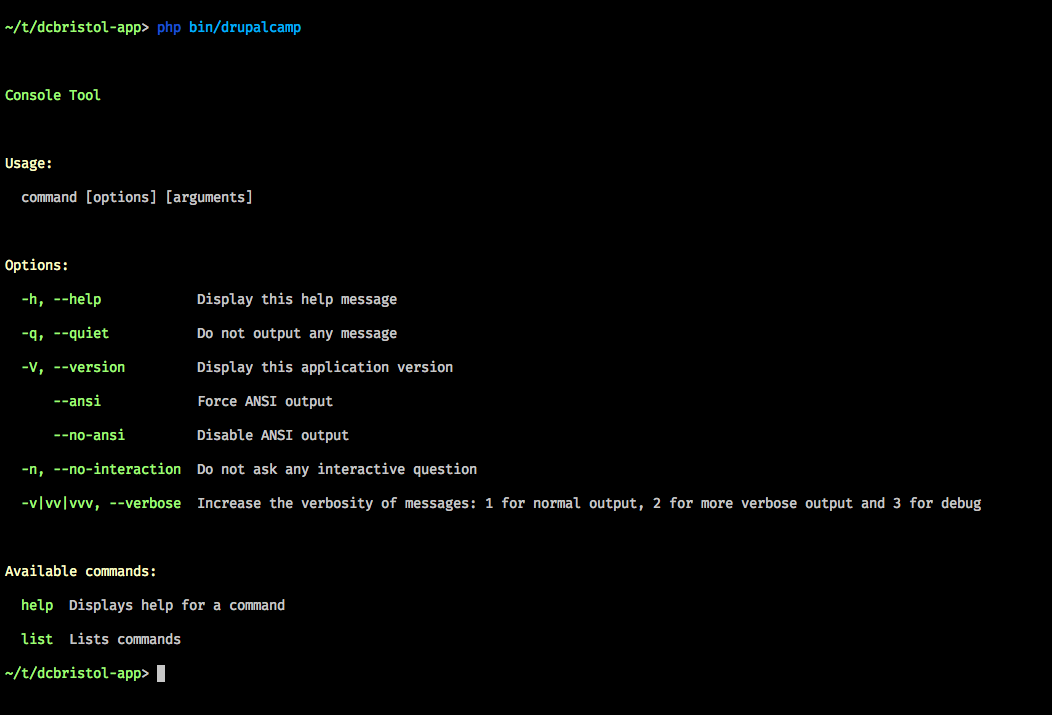 ~/t/dcbristol-app> php bin/drupalcamp
Console Tool
Usage:
  command [options] [arguments]
Options:
  -h, --help            Display this help message
  -q, --quiet           Do not output any message
  -V, --version         Display this application version
      --ansi            Force ANSI output
      --no-ansi         Disable ANSI output
  -n, --no-interaction  Do not ask any interactive question
  -v|vv|vvv, --verbose  Increase the verbosity of messages: 1 for normal output, 2 for more verbose output and 3 for debug
Available commands:
  help  Displays help for a command
  list  Lists commands
~/t/dcbristol-app>